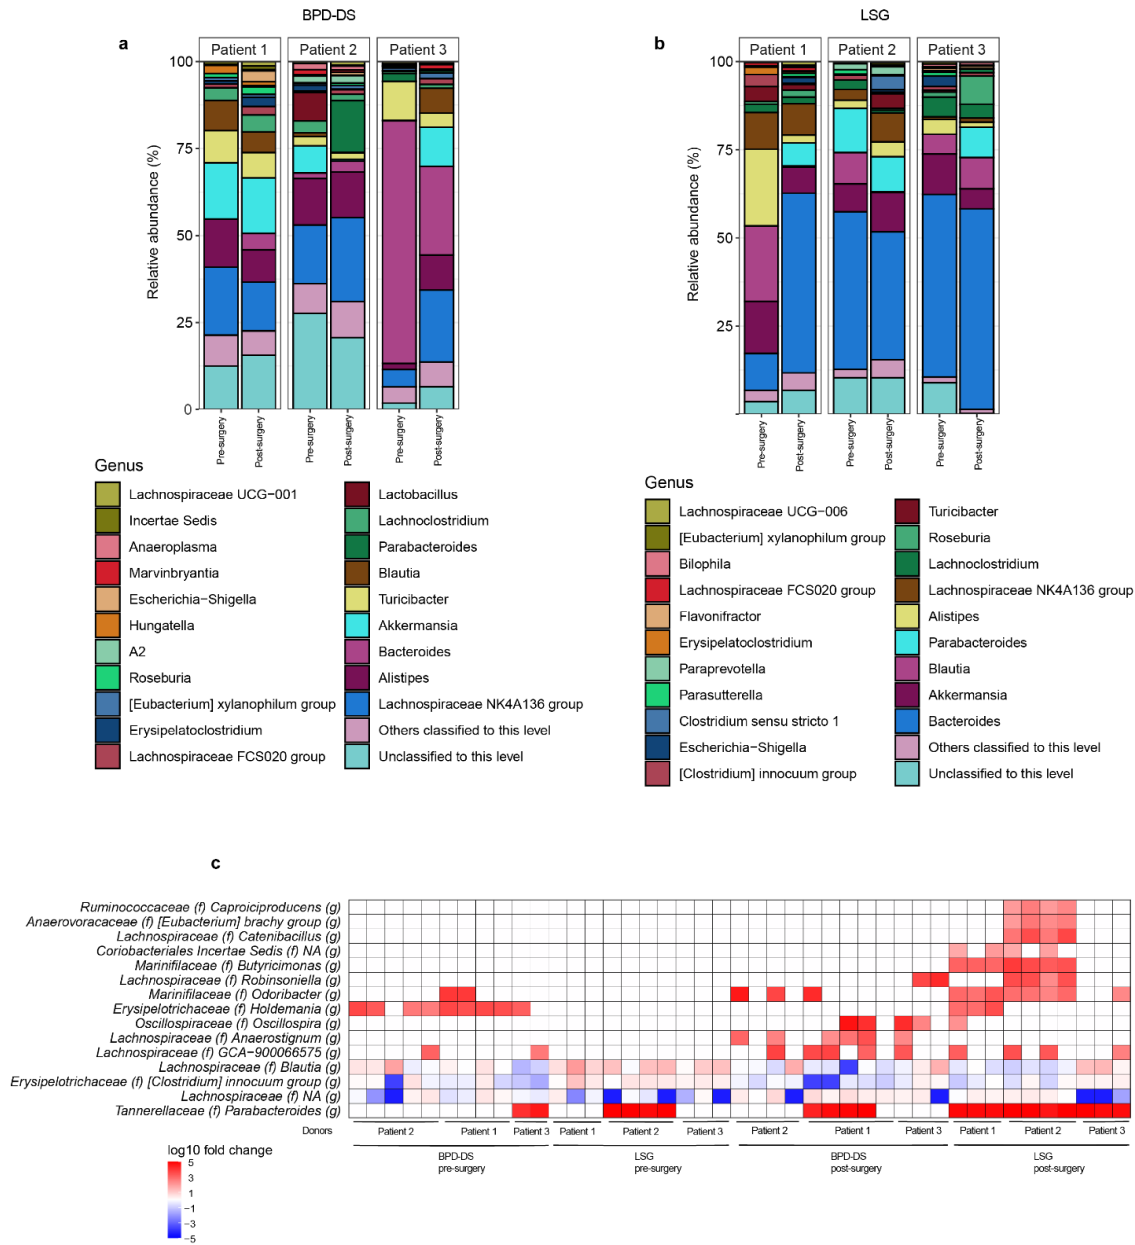 BPD-DS
LSG
a
b
Patient 1
Patient 2
Patient 3
Patient 1
Patient 2
Patient 3
Relative abundance (%)
100
75
50
25
0
Relative abundance (%)
100
75
50
25
Pre-surgery
Post-surgery
Pre-surgery
Post-surgery
Pre-surgery
Post-surgery
Pre-surgery
Post-surgery
Pre-surgery
Post-surgery
Pre-surgery
Post-surgery
Genus
Lachnospiraceae UCG−001
Incertae Sedis
Anaeroplasma
Marvinbryantia
Escherichia−Shigella
Hungatella
A2
Roseburia
[Eubacterium] xylanophilum group
Erysipelatoclostridium
Lachnospiraceae FCS020 group
Lactobacillus
Lachnoclostridium
Parabacteroides
Blautia
Turicibacter
Akkermansia
Bacteroides
Alistipes
Lachnospiraceae NK4A136 group
Others classified to this level
Unclassified to this level
Genus
Lachnospiraceae UCG−006
[Eubacterium] xylanophilum group
Bilophila
Lachnospiraceae FCS020 group
Flavonifractor
Erysipelatoclostridium
Paraprevotella
Parasutterella
Clostridium sensu stricto 1
Escherichia−Shigella
[Clostridium] innocuum group
Turicibacter
Roseburia
Lachnoclostridium
Lachnospiraceae NK4A136 group
Alistipes
Parabacteroides
Blautia
Akkermansia
Bacteroides
Others classified to this level
Unclassified to this level
c
Ruminococcaceae (f) Caproiciproducens (g)
Anaerovoracaceae (f) [Eubacterium] brachy group (g)
Lachnospiraceae (f) Catenibacillus (g)
Coriobacteriales Incertae Sedis (f) NA (g)
Marinifilaceae (f) Butyricimonas (g)
Lachnospiraceae (f) Robinsoniella (g)
Marinifilaceae (f) Odoribacter (g)
Erysipelotrichaceae (f) Holdemania (g)
Oscillospiraceae (f) Oscillospira (g)
Lachnospiraceae (f) Anaerostignum (g)
Lachnospiraceae (f) GCA−900066575 (g)
Lachnospiraceae (f) Blautia (g)
Erysipelotrichaceae (f) [Clostridium] innocuum group (g)
Lachnospiraceae (f) NA (g)
Tannerellaceae (f) Parabacteroides (g)
Donors
Patient 2
Patient 1
Patient 3
Patient 1
Patient 2
Patient 3
Patient 2
Patient 1
Patient 3
Patient 1
Patient 2
Patient 3
BPD-DS
pre-surgery
LSG
pre-surgery
BPD-DS
post-surgery
LSG
post-surgery
log10 fold change
5
3
1
−1
−3
−5